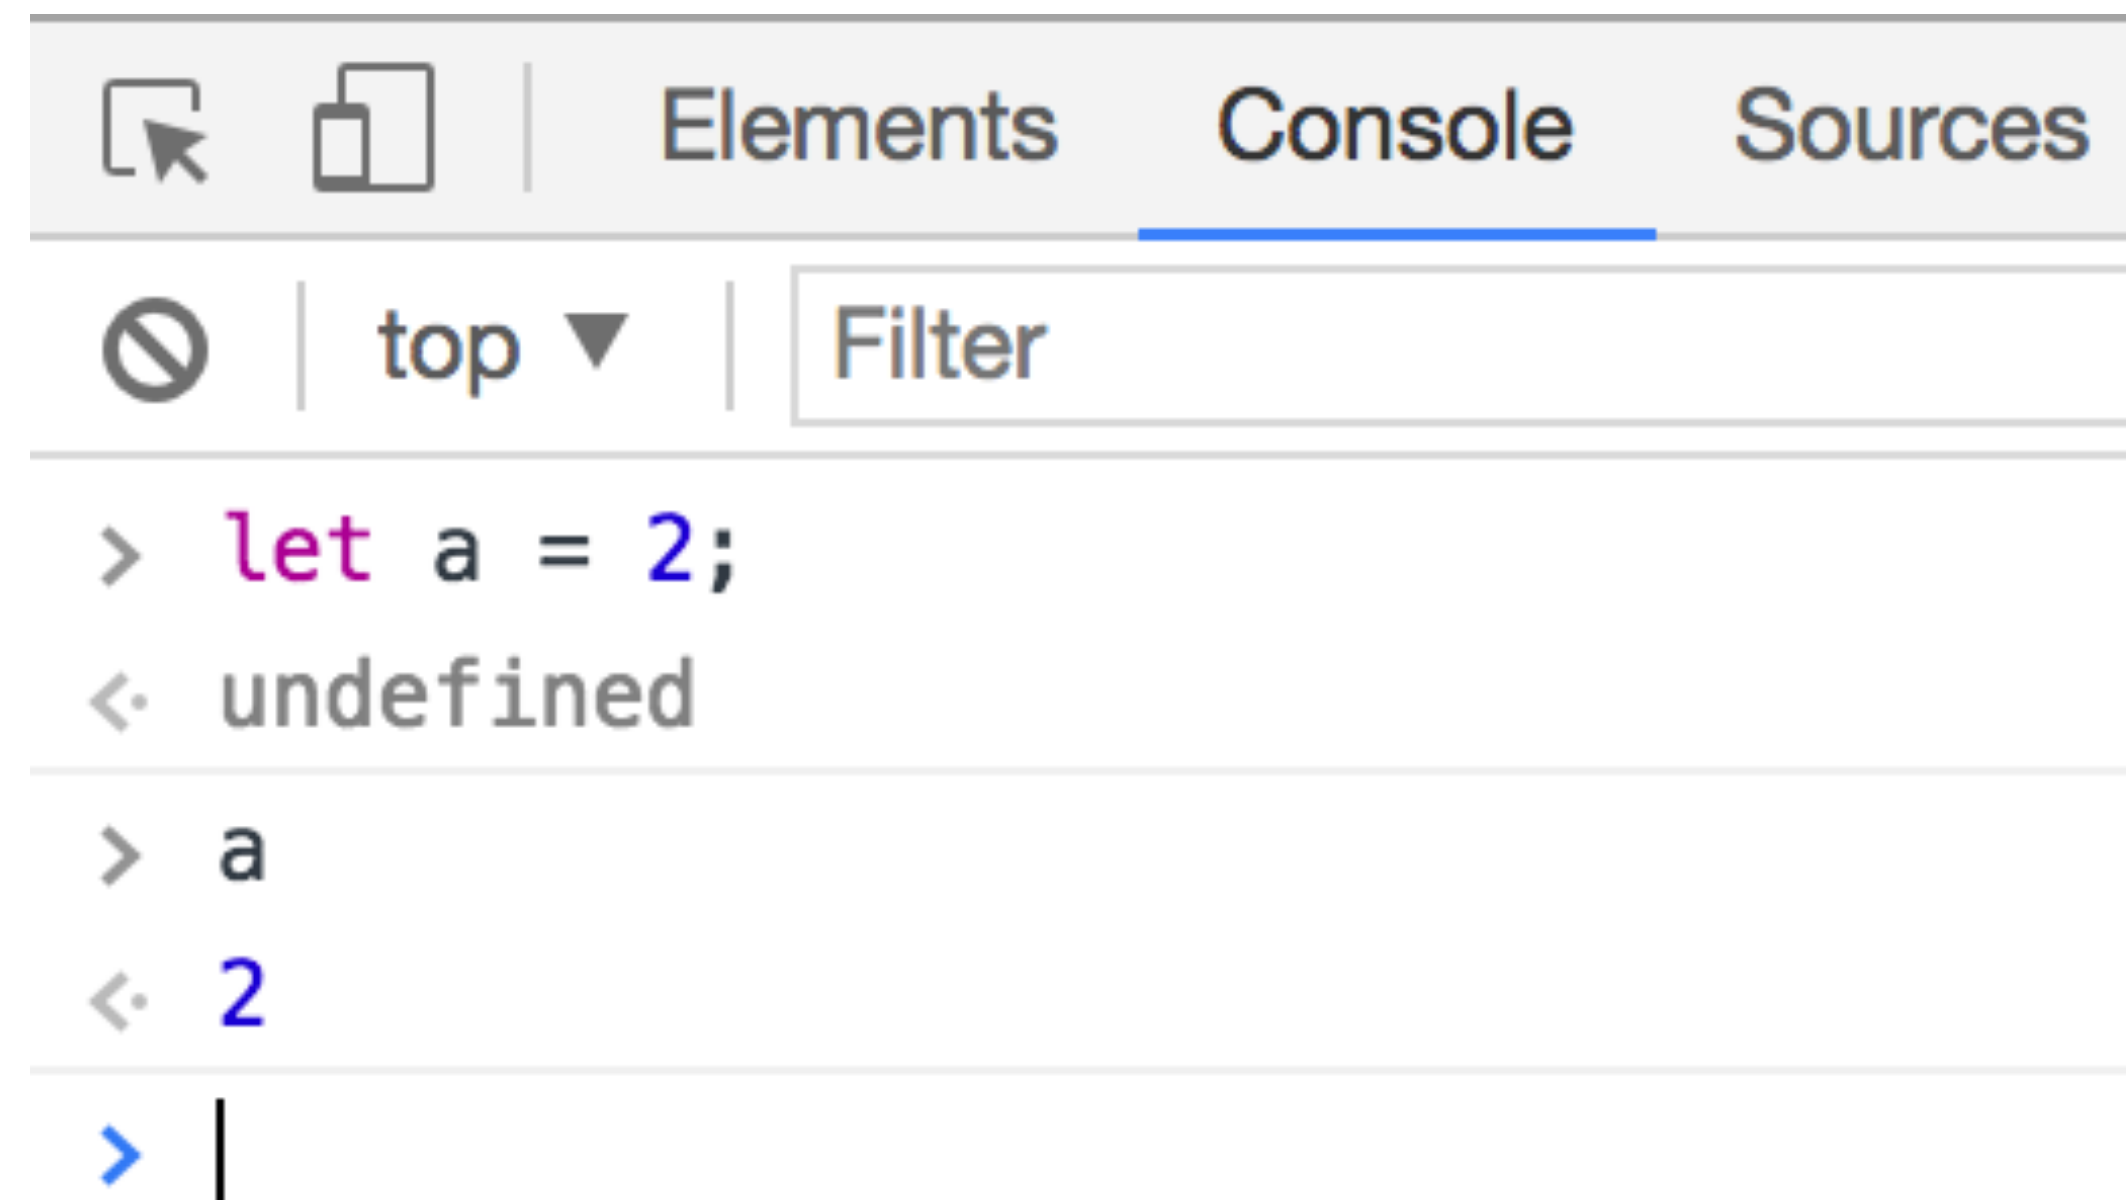 Elements Console Sources
top ▼ Filter
> let a = 2;
undefined
> a
2
>